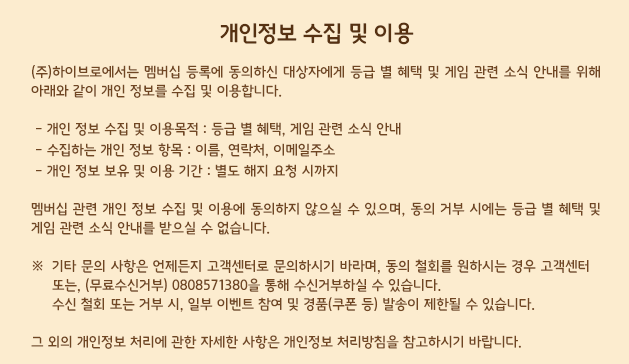 개인정보 수집 및 이용
(주)하이브로에서는 멤버십 등록에 동의하신 대상자에게 등급 별 혜택 및 게임 관련 소식 안내를 위해
아래와 같이 개인 정보를 수집 및 이용합니다.
- 개인 정보 수집 및 이용목적 : 등급 별 혜택, 게임 관련 소식 안내
- 수집하는 개인 정보 항목 : 이름, 연락처, 이메일주소
- 개인 정보 보유 및 이용 기간 : 별도 해지 요청 시까지
멤버십 관련 개인 정보 수집 및 이용에 동의하지 않으실 수 있으며, 동의 거부 시에는 등급 별 혜택 및
게임 관련 소식 안내를 받으실 수 없습니다.
※ 기타 문의 사항은 언제든지 고객센터로 문의하시기 바라며, 동의 철회를 원하시는 경우 고객센터
또는, (무료수신거부) 0808571380을 통해 수신거부하실 수 있습니다.
수신 철회 또는 거부 시, 일부 이벤트 참여 및 경품(쿠폰 등) 발송이 제한될 수 있습니다.
그 외의 개인정보 처리에 관한 자세한 사항은 개인정보 처리방침을 참고하시기 바랍니다.